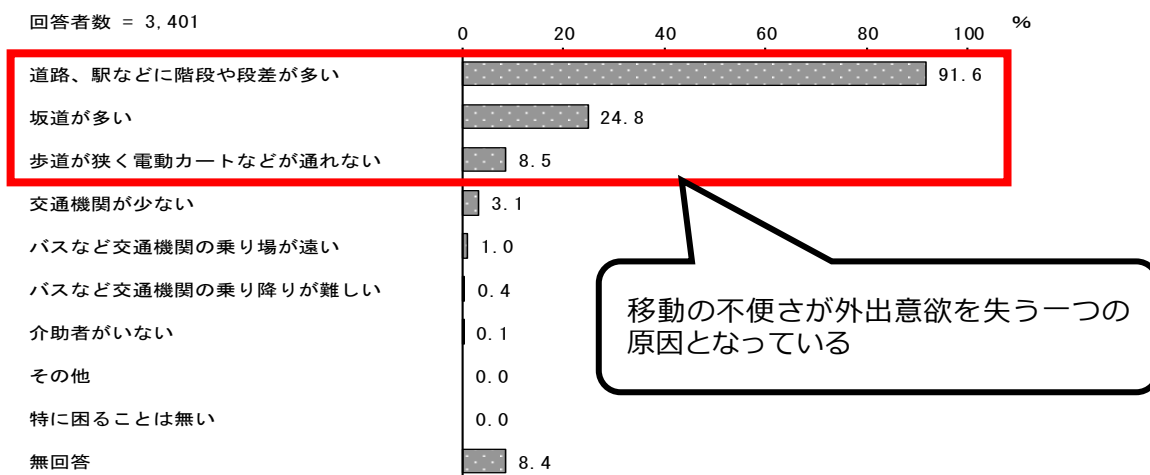 回答者数 = 3,401
0 20 40 60 80 100 %
道路、駅などに階段や段差が多い 91.6
坂道が多い 24.8
歩道が狭く電動カートなどが通れない 8.5
交通機関が少ない 3.1
バスなど交通機関の乗り場が遠い 1.0
バスなど交通機関の乗り降りが難しい 0.4
介助者がいない 0.1
その他 0.0
特に困ることは無い 0.0
無回答 8.4
移動の不便さが外出意欲を失う一つの
原因となっている